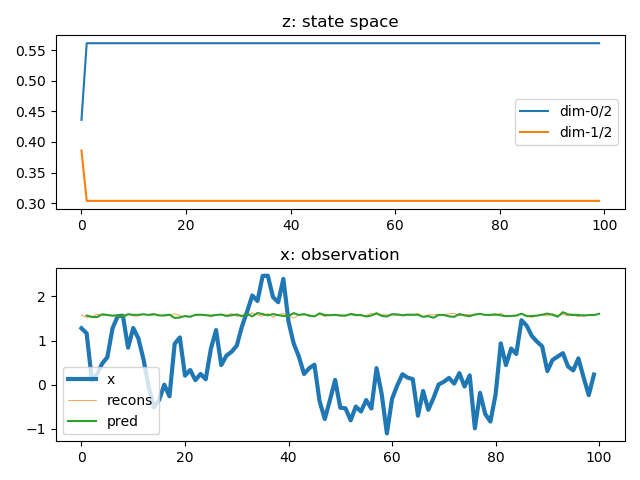 z: state space
0.55
0.50
0.45
0.40
0.35
0.30
dim-0/2
dim-1/2
0 20 40 60 80 100
x: observation
2
1
0
−1
x
recons
pred
0 20 40 60 80 100